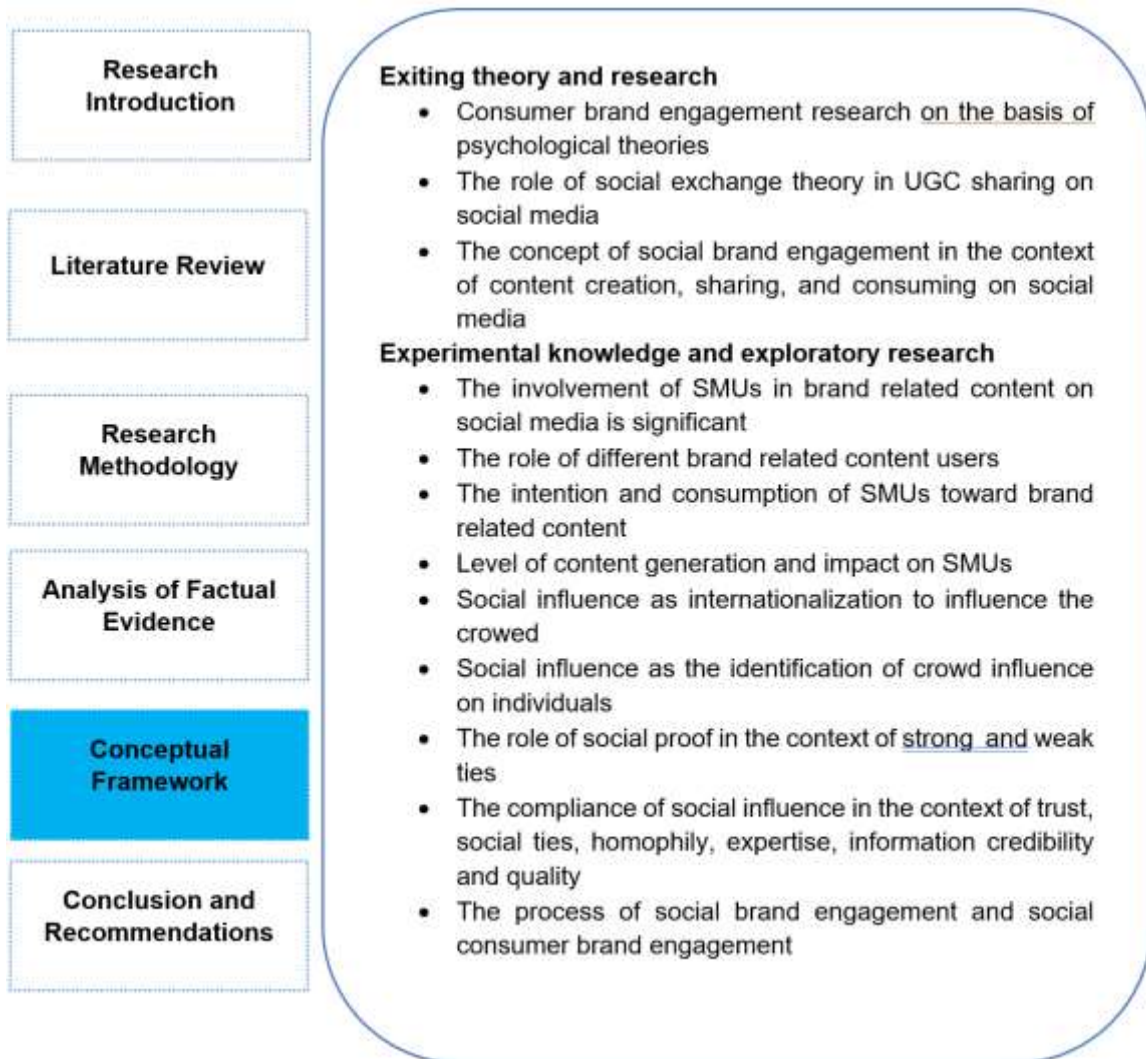 Research
Introduction
Literature Review
Research
Methodology
Analysis of Factual
Evidence
Conceptual
Framework
Conclusion and
Recommendations
Exiting theory and research
• Consumer brand engagement research on the basis of
psychological theories
• The role of social exchange theory in UGC sharing on
social media
• The concept of social brand engagement in the context
of content creation, sharing, and consuming on social
media
Experimental knowledge and exploratory research
• The involvement of SMUs in brand related content on
social media is significant
• The role of different brand related content users
• The intention and consumption of SMUs toward brand
related content
• Level of content generation and impact on SMUs
• Social influence as internationalization to influence the
crowed
• Social influence as the identification of crowd influence
on individuals
• The role of social proof in the context of strong and weak
ties
• The compliance of social influence in the context of trust,
social ties, homophily, expertise, information credibility
and quality
• The process of social brand engagement and social
consumer brand engagement